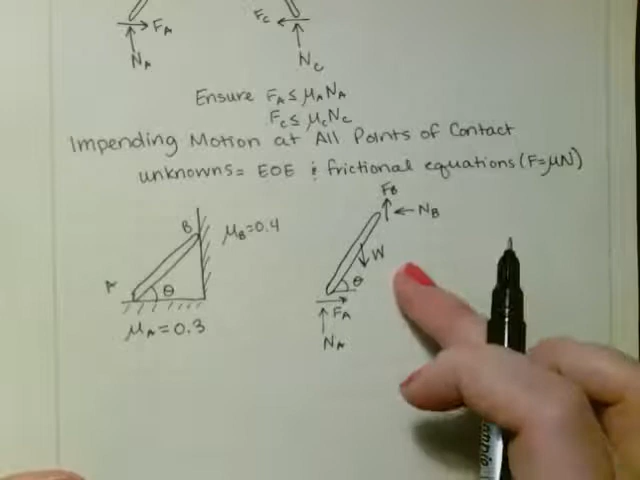 F_A
F_C
N_A
N_C
Ensure F_A ≤ μ_A N_A
F_C ≤ μ_C N_C
Impending Motion at All Points of Contact
unknowns = EOE & frictional equations (F=μN)
F_B
B
μ_B=0.4
N_B
W
A
θ
θ
F_A
μ_A=0.3
N_A